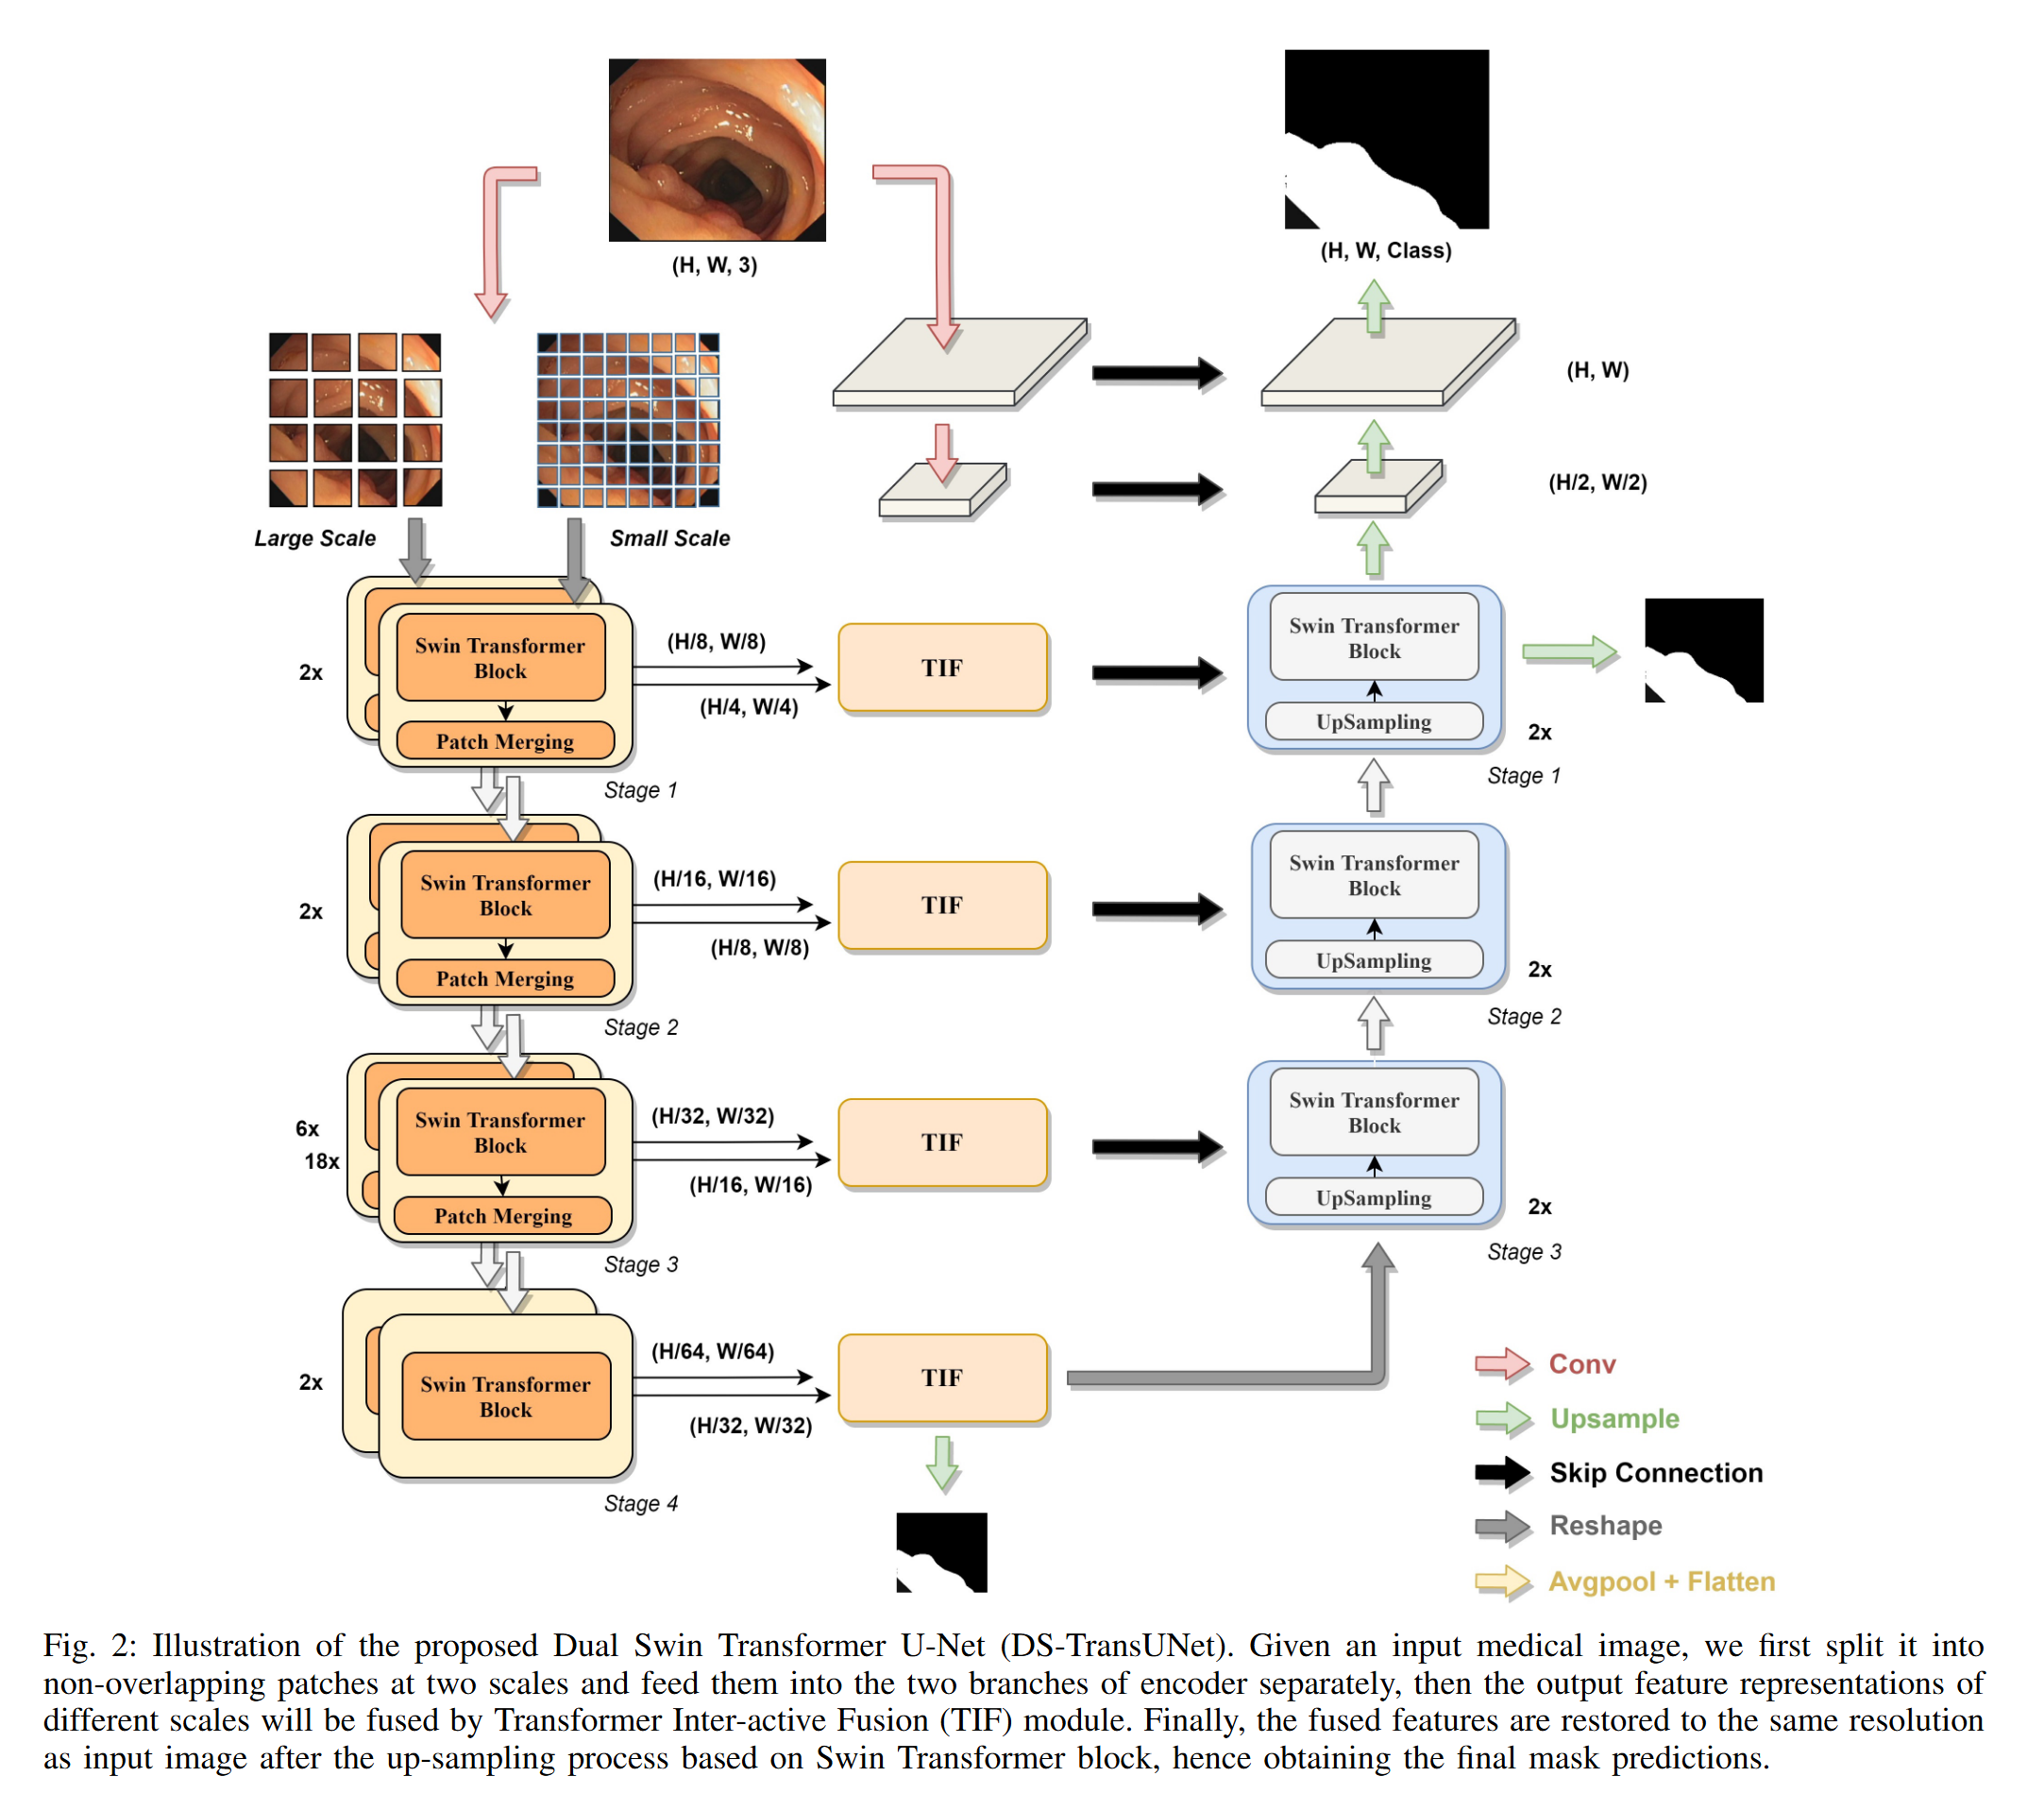 (H, W, 3)
(H, W, Class)
(H, W)
(H/2, W/2)
Large Scale
Small Scale
2x
Swin Transformer
Block
Patch Merging
Stage 1
(H/8, W/8)
(H/4, W/4)
TIF
Swin Transformer
Block
UpSampling
2x
Stage 1
2x
Swin Transformer
Block
Patch Merging
Stage 2
(H/16, W/16)
(H/8, W/8)
TIF
Swin Transformer
Block
UpSampling
2x
Stage 2
6x
18x
Swin Transformer
Block
Patch Merging
Stage 3
(H/32, W/32)
(H/16, W/16)
TIF
Swin Transformer
Block
UpSampling
2x
Stage 3
2x
Swin Transformer
Block
Stage 4
(H/64, W/64)
(H/32, W/32)
TIF
Conv
Upsample
Skip Connection
Reshape
Avgpool + Flatten
Fig. 2: Illustration of the proposed Dual Swin Transformer U-Net (DS-TransUNet). Given an input medical image, we first split it into
non-overlapping patches at two scales and feed them into the two branches of encoder separately, then the output feature representations of
different scales will be fused by Transformer Inter-active Fusion (TIF) module. Finally, the fused features are restored to the same resolution
as input image after the up-sampling process based on Swin Transformer block, hence obtaining the final mask predictions.